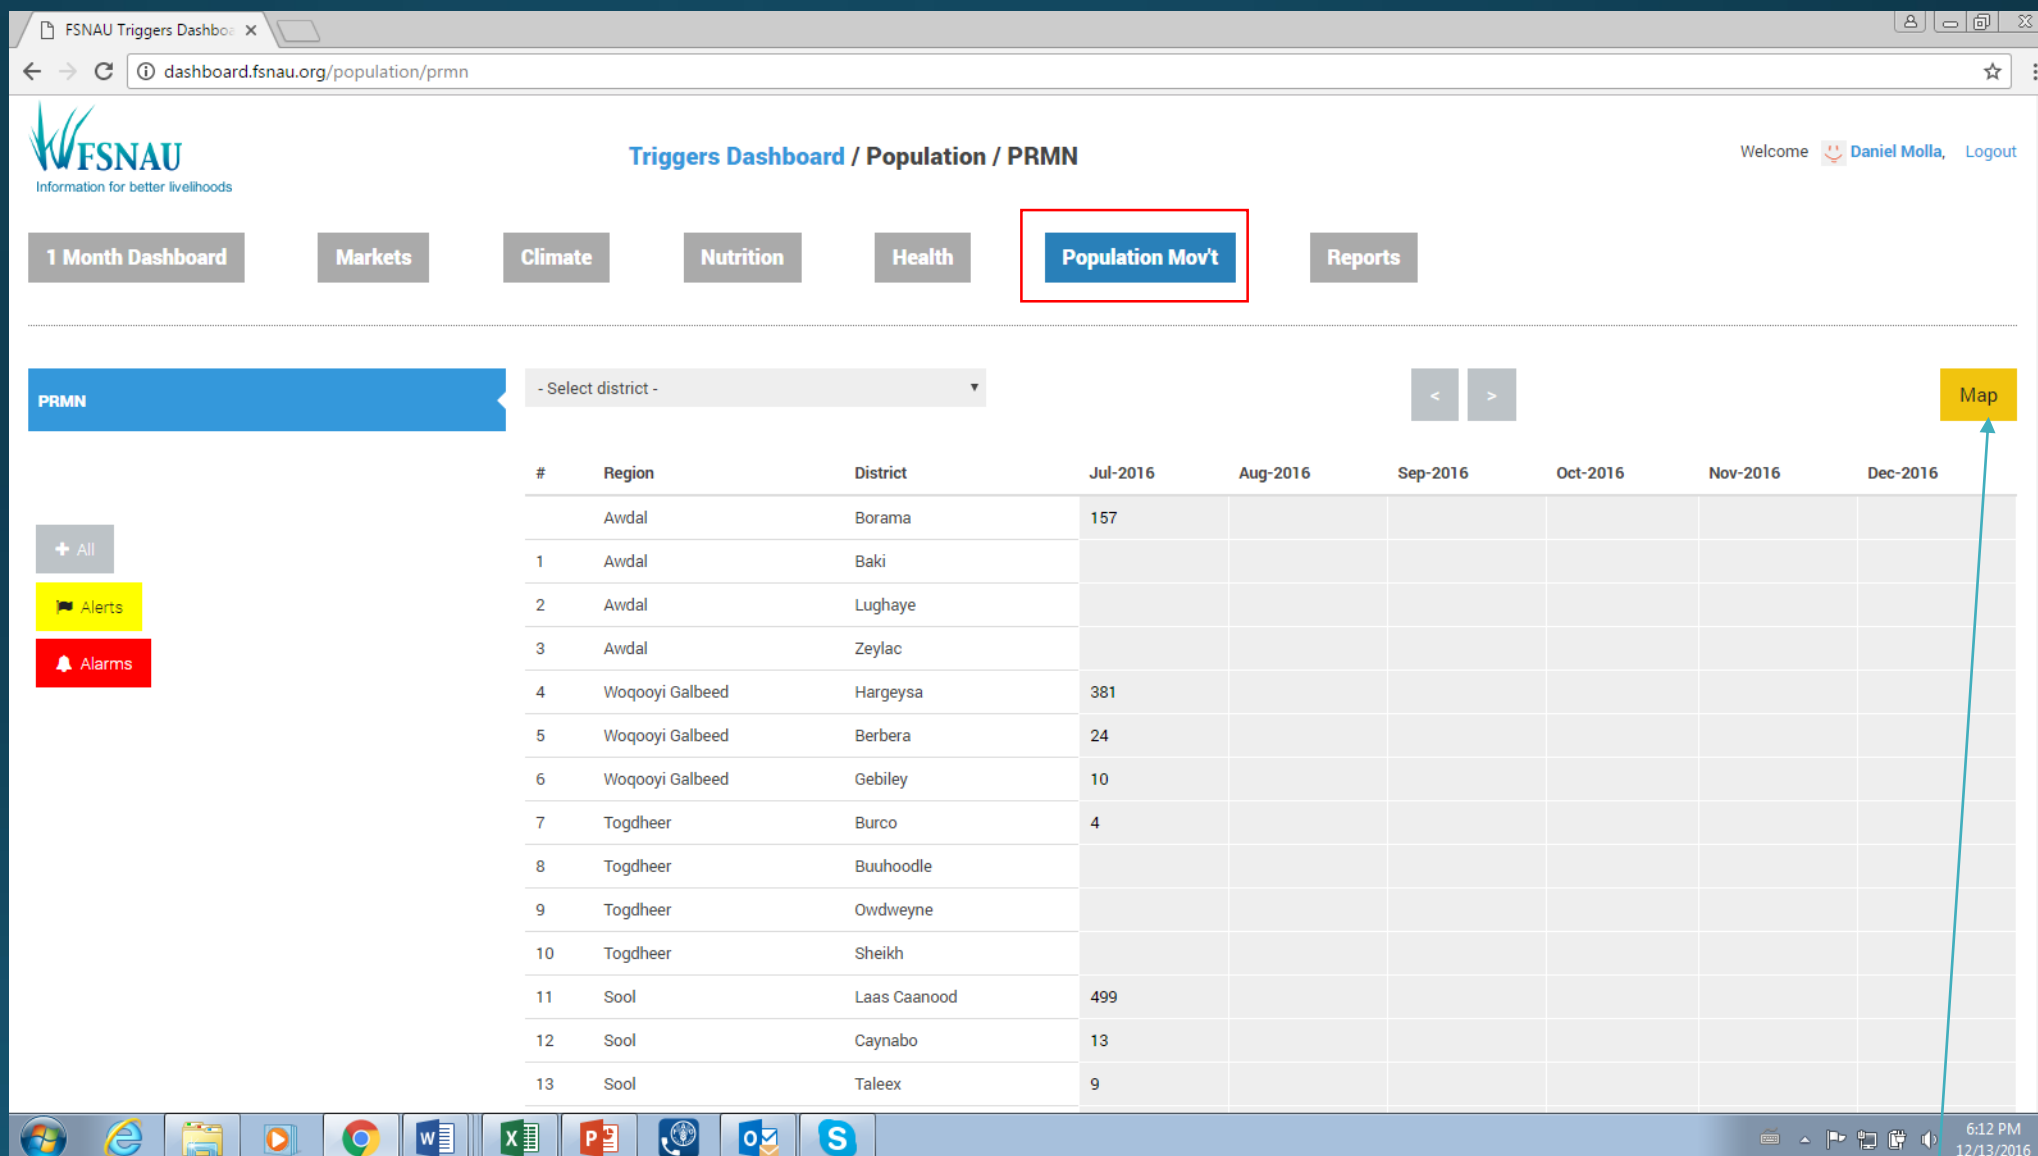 FSNAU Triggers Dashboa
dashboard.fsnau.org/population/prmn
FSNAU
Information for better livelihoods
Triggers Dashboard / Population / PRMN
Welcome Daniel Molla, Logout
1 Month Dashboard Markets Climate Nutrition Health Population Mov't Reports
PRMN
- Select district -
< >
Map
# Region District Jul-2016 Aug-2016 Sep-2016 Oct-2016 Nov-2016 Dec-2016
Awdal Borama 157
1 Awdal Baki
2 Awdal Lughaye
3 Awdal Zeylac
4 Woqooyi Galbeed Hargeysa 381
5 Woqooyi Galbeed Berbera 24
6 Woqooyi Galbeed Gebiley 10
7 Togdheer Burco 4
8 Togdheer Buuhoodle
9 Togdheer Owdweyne
10 Togdheer Sheikh
11 Sool Laas Caanood 499
12 Sool Caynabo 13
13 Sool Taleex 9
+ All
Alerts
Alarms
6:12 PM
12/13/2016